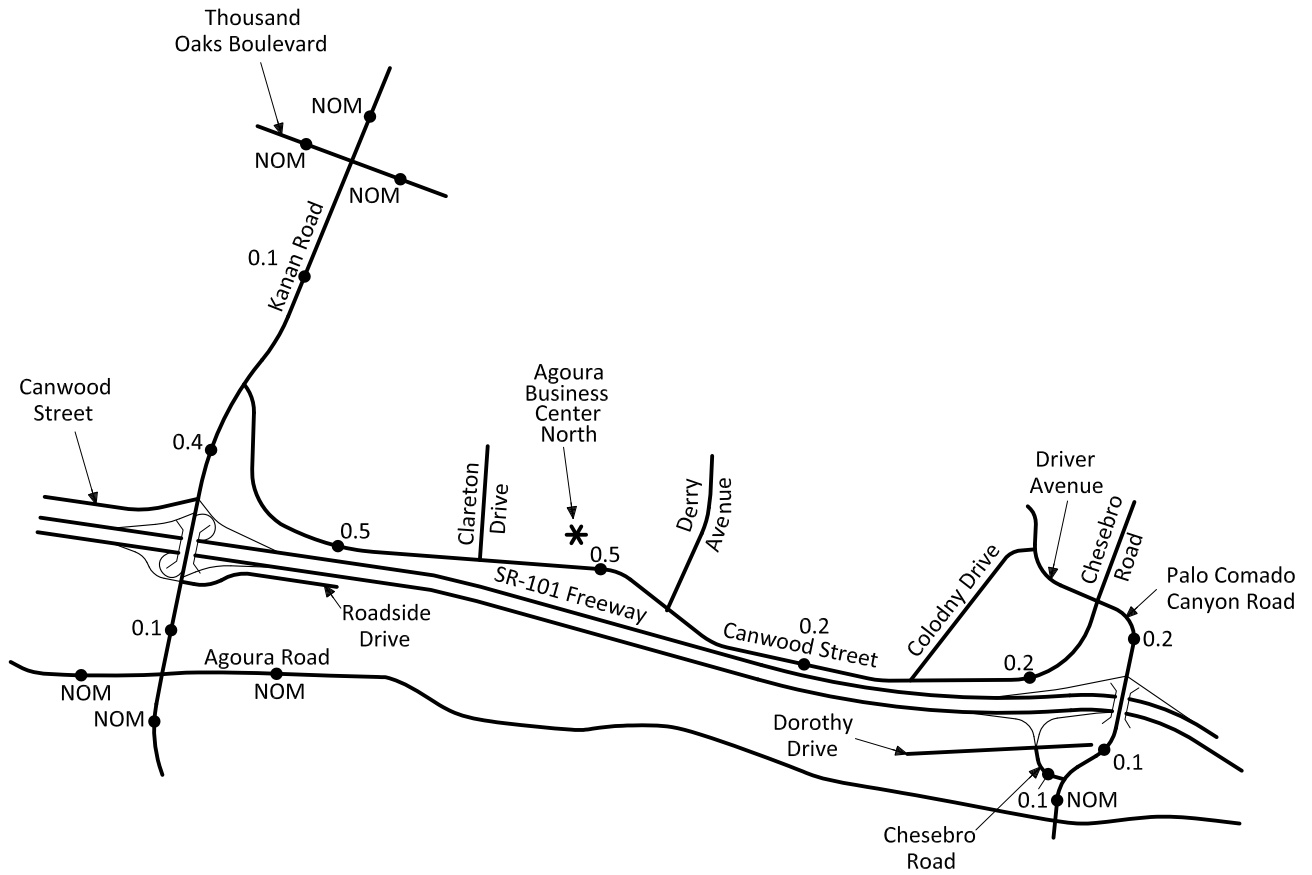 Thousand
Oaks Boulevard
NOM
NOM
NOM
Kanan Road
0.1
Canwood
Street
0.4
Agoura
Business
Center
North
Clareton
Drive
Derry
Avenue
0.5
0.5
SR-101 Freeway
Driver
Avenue
Chesebro
Road
Colodny Drive
Palo Comado
Canyon Road
Roadside
Drive
0.1
0.2
Canwood Street
0.2
0.2
Agoura Road
NOM
NOM
NOM
Dorothy
Drive
0.1
0.1
NOM
Chesebro
Road